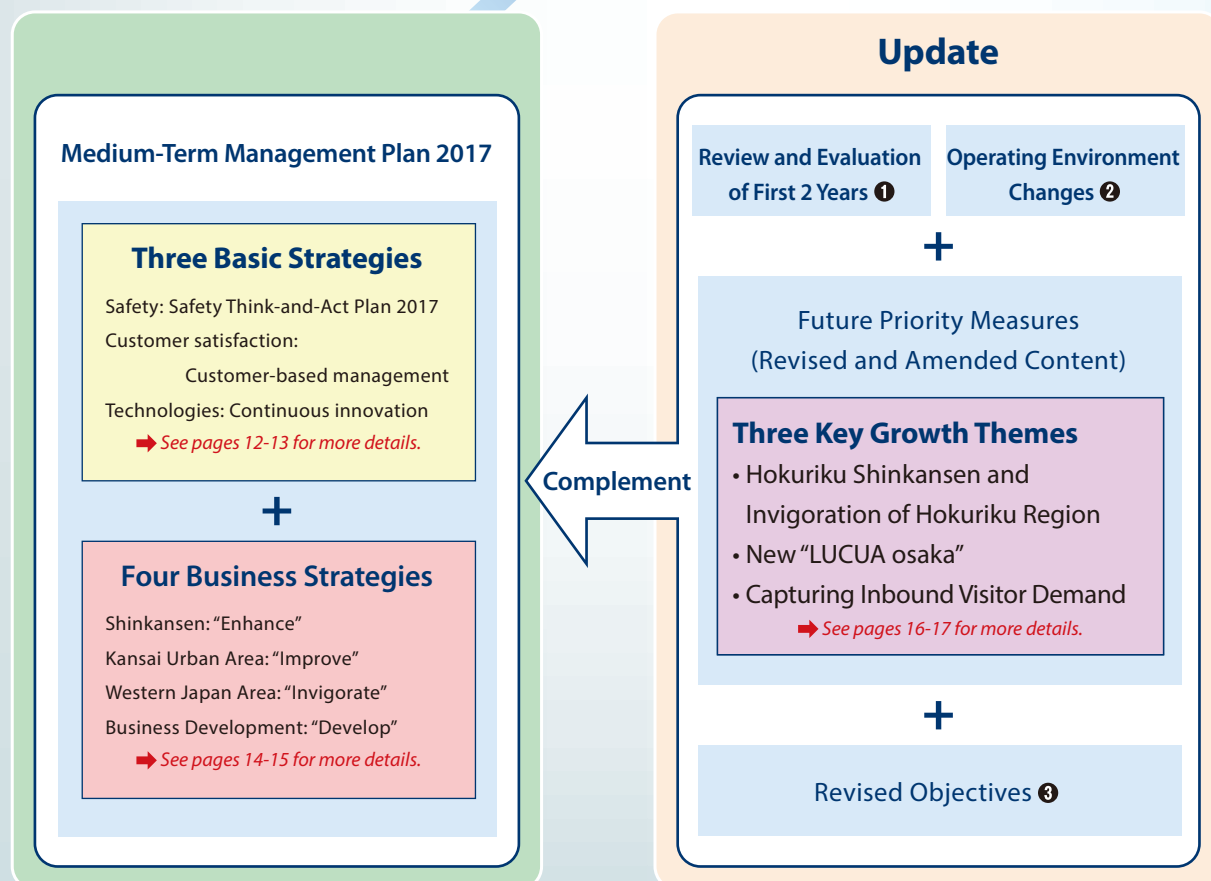 Medium-Term Management Plan 2017
Three Basic Strategies
Safety: Safety Think-and-Act Plan 2017
Customer satisfaction:
Customer-based management
Technologies: Continuous innovation
➡ See pages 12-13 for more details.
+
Four Business Strategies
Shinkansen: “Enhance”
Kansai Urban Area: “Improve”
Western Japan Area: “Invigorate”
Business Development: “Develop”
➡ See pages 14-15 for more details.
Complement
Update
Review and Evaluation
of First 2 Years ❶
Operating Environment
Changes ❷
+
Future Priority Measures
(Revised and Amended Content)
Three Key Growth Themes
• Hokuriku Shinkansen and
Invigoration of Hokuriku Region
• New “LUCUA osaka”
• Capturing Inbound Visitor Demand
➡ See pages 16-17 for more details.
+
Revised Objectives ❸